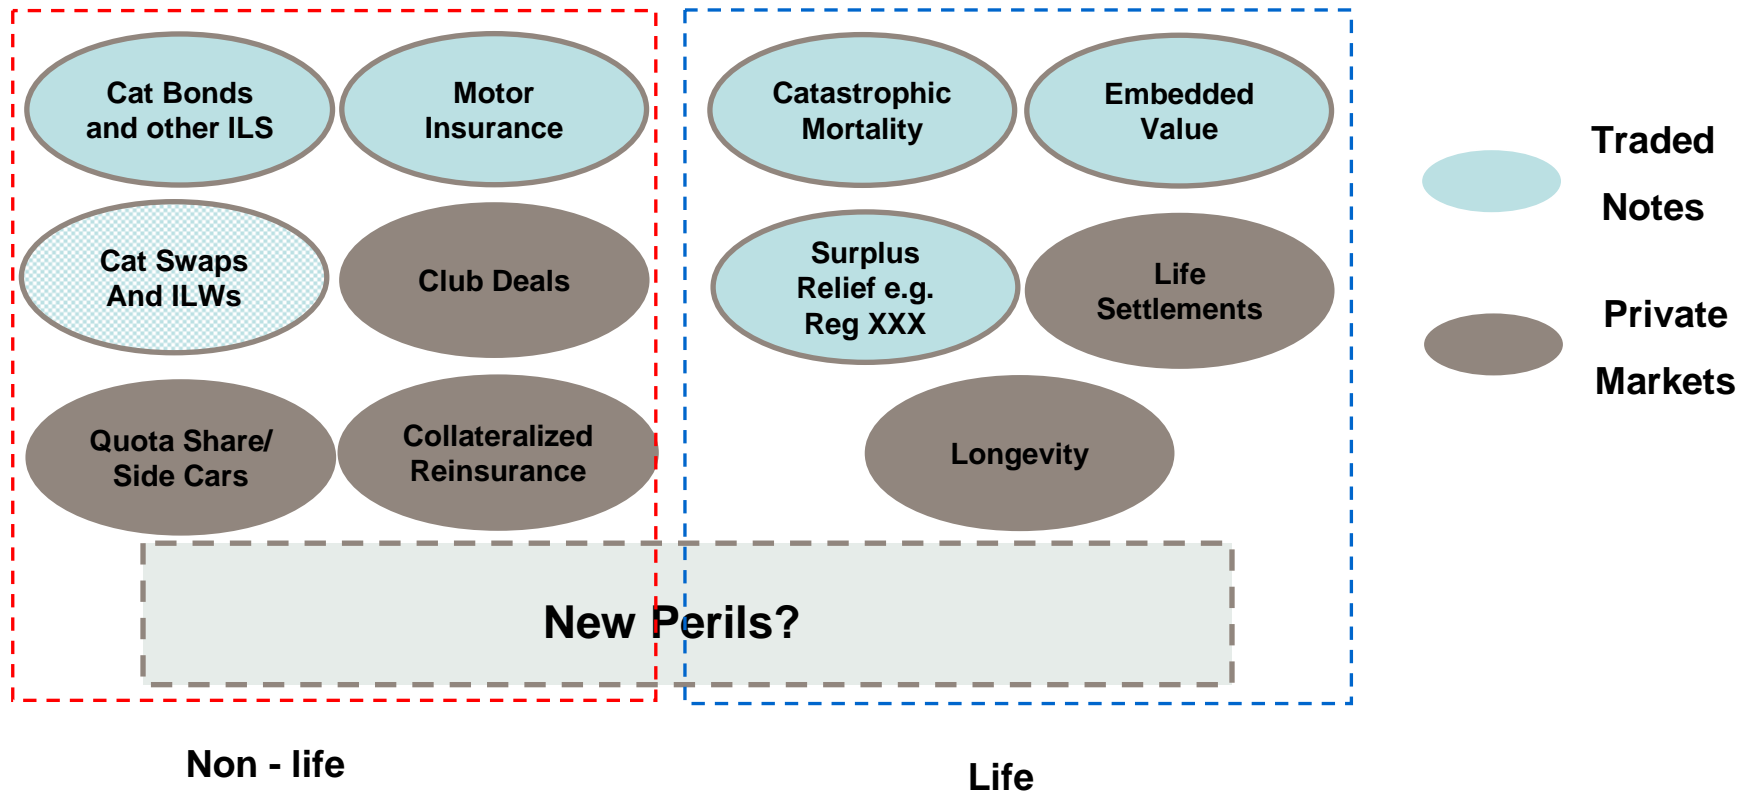 Cat Bonds
and other ILS
Motor
Insurance
Catastrophic
Mortality
Embedded
Value
Traded
Notes
Cat Swaps
And ILWs
Club Deals
Surplus
Relief e.g.
Reg XXX
Life
Settlements
Private
Markets
Quota Share/
Side Cars
Collateralized
Reinsurance
Longevity
New Perils?
Non - life
Life